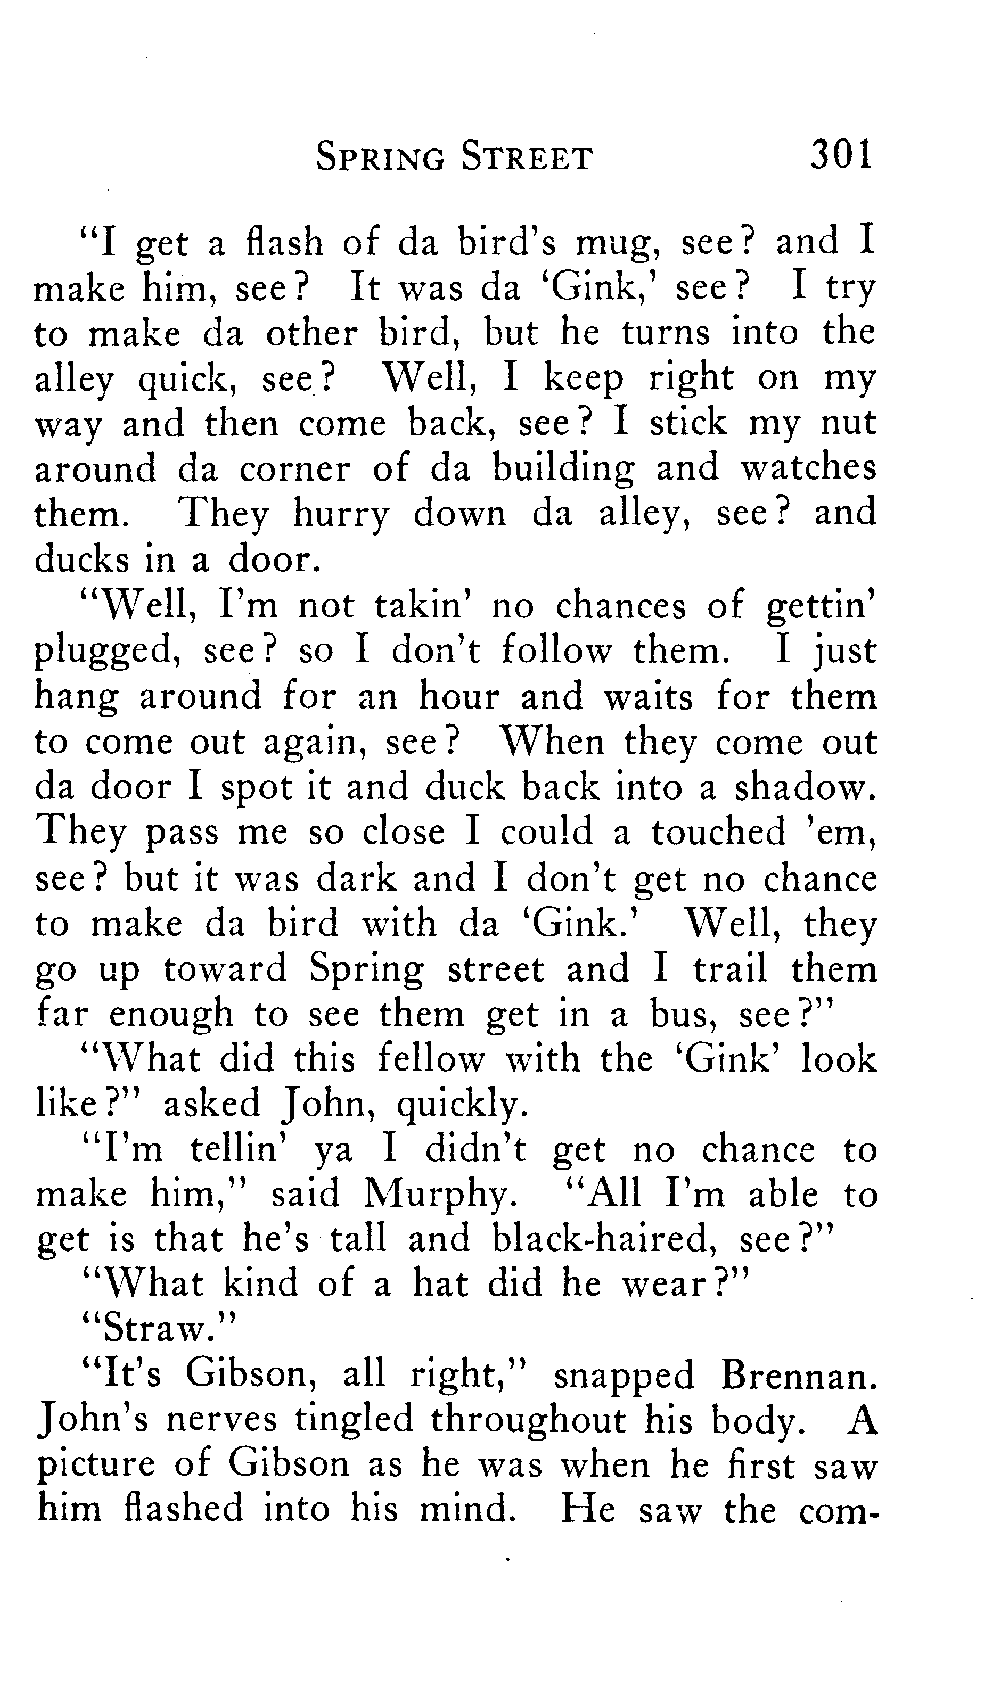 SPRING STREET 301
"I get a flash of da bird's mug, see? and I
make him, see? It was da 'Gink,' see? I try
to make da other bird, but he turns into the
alley quick, see? Well, I keep right on my
way and then come back, see? I stick my nut
around da corner of da building and watches
them. They hurry down da alley, see? and
ducks in a door.
"Well, I'm not takin' no chances of gettin'
plugged, see? so I don't follow them. I just
hang around for an hour and waits for them
to come out again, see? When they come out
da door I spot it and duck back into a shadow.
They pass me so close I could a touched 'em,
see? but it was dark and I don't get no chance
to make da bird with da 'Gink.' Well, they
go up toward Spring street and I trail them
far enough to see them get in a bus, see?"
"What did this fellow with the 'Gink' look
like?" asked John, quickly.
"I'm tellin' ya I didn't get no chance to
make him," said Murphy. "All I'm able to
get is that he's tall and black-haired, see?"
"What kind of a hat did he wear?"
"Straw."
"It's Gibson, all right," snapped Brennan.
John's nerves tingled throughout his body. A
picture of Gibson as he was when he first saw
him flashed into his mind. He saw the com-